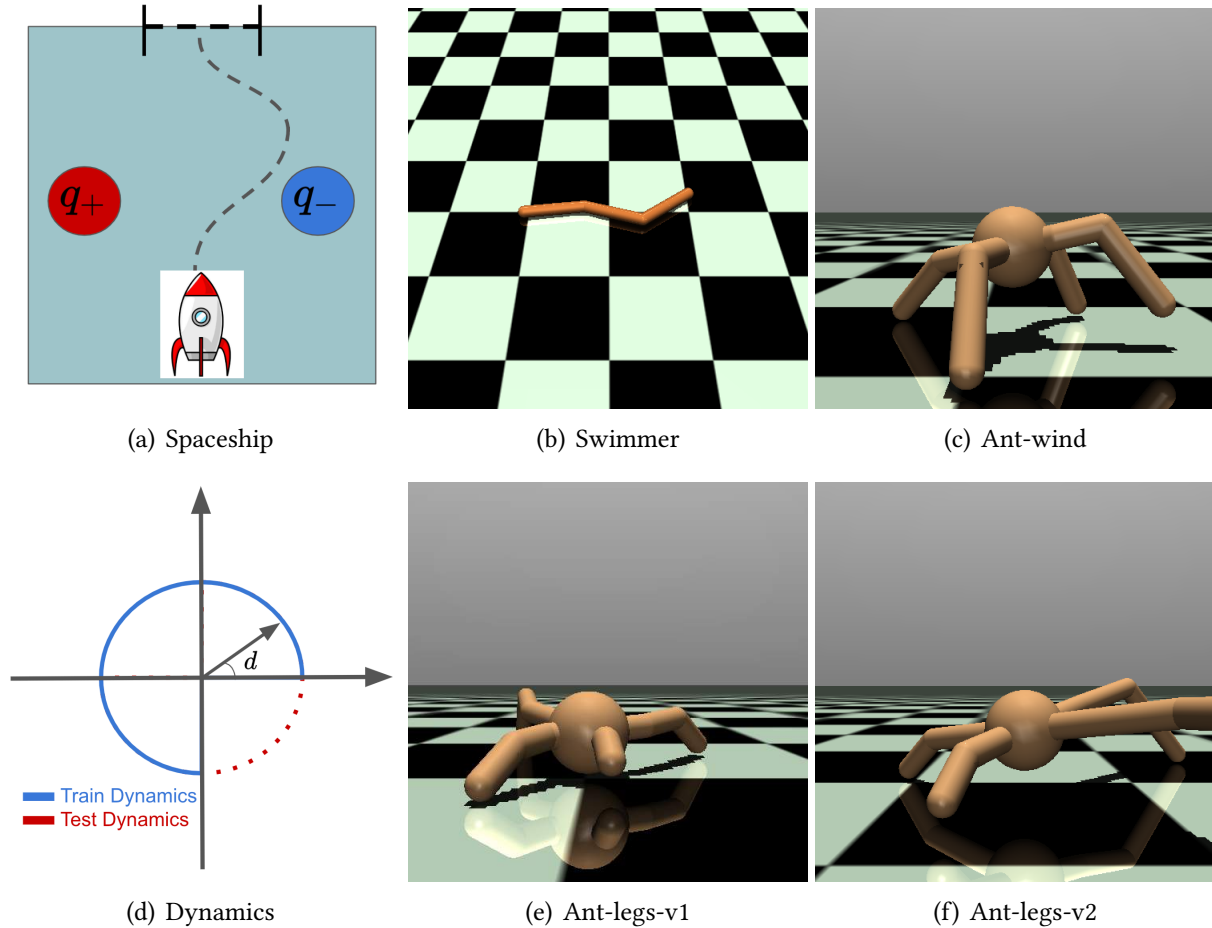 q₊
q₋
(a) Spaceship
(b) Swimmer
(c) Ant-wind
d
Train Dynamics
Test Dynamics
(d) Dynamics
(e) Ant-legs-v1
(f) Ant-legs-v2